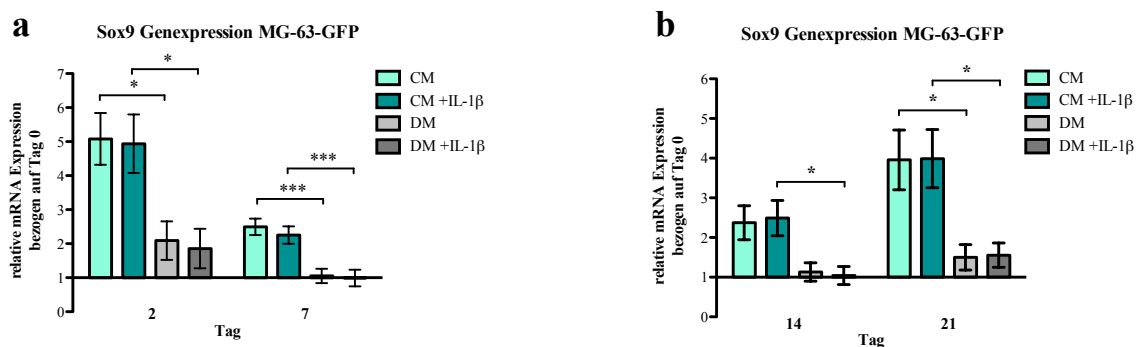 a
Sox9 Genexpression MG-63-GFP
relative mRNA Expression
bezogen auf Tag 0
7
6
5
4
3
2
1
0
*
*
***
***
2
7
Tag
CM
CM +IL-1β
DM
DM +IL-1β
b
Sox9 Genexpression MG-63-GFP
relative mRNA Expression
bezogen auf Tag 0
6
5
4
3
2
1
0
*
*
*
14
21
Tag
CM
CM +IL-1β
DM
DM +IL-1β